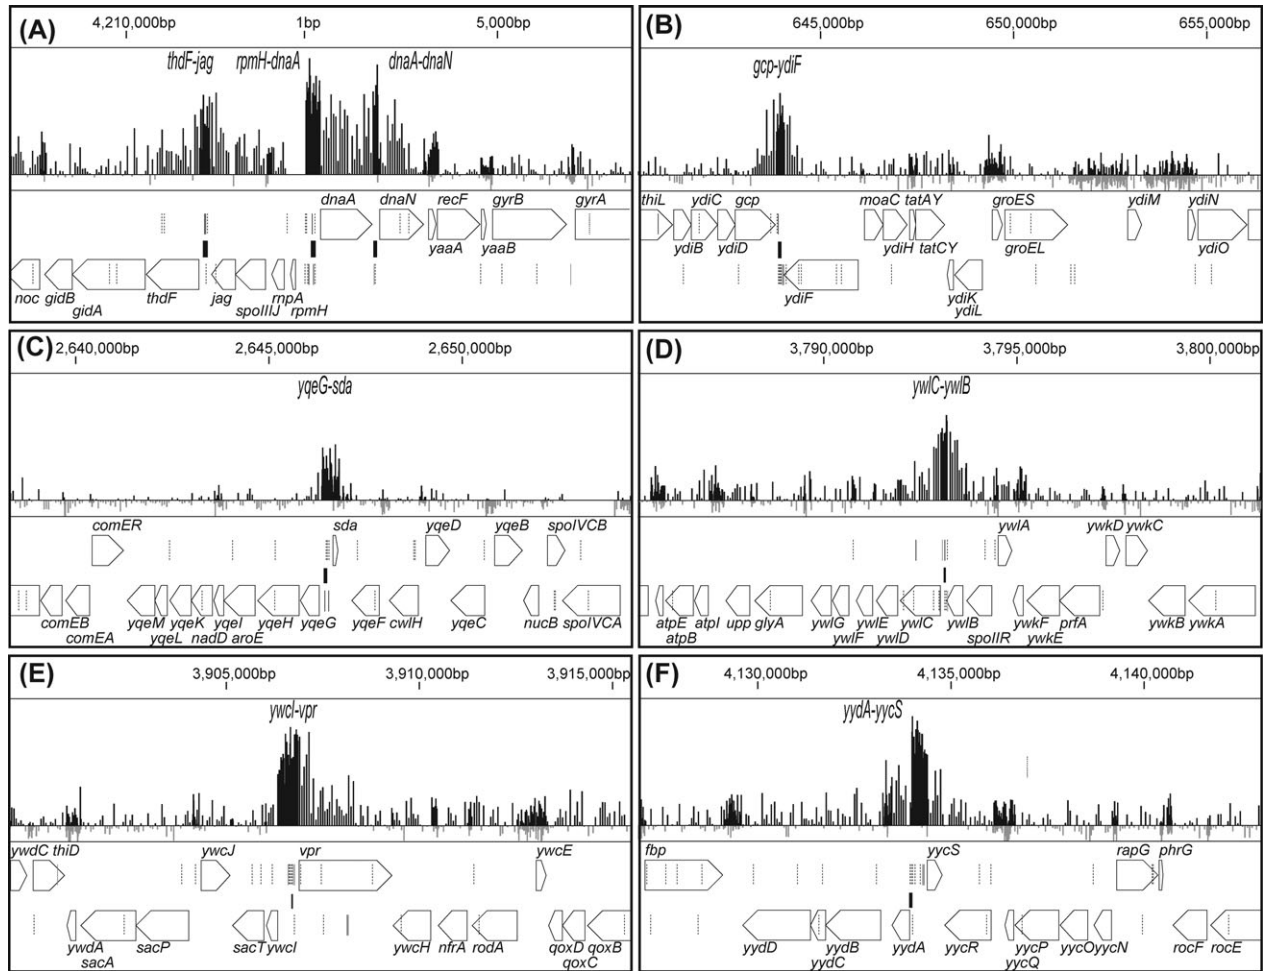 (A) 4,210,000bp 1bp 5,000bp
thdF-jag rpmH-dnaA dnaA-dnaN
dnaA dnaN recF gyrB gyrA
yaaA yaaB
noc gidB thdF jag rnpA
gidA spoIIIJ rpmH
(B) 645,000bp 650,000bp 655,000bp
gcp-ydiF
thiL ydiC gcp moaC tatAY groES ydiM ydiN
ydiB ydiD ydiH tatCY groEL ydiO
ydiF ydiK
ydiL
(C) 2,640,000bp 2,645,000bp 2,650,000bp
yqeG-sda
comER sda yqeD yqeB spoIVCB
comEB yqeM yqeK yqeI yqeH yqeG yqeF cwlH yqeC nucB spoIVCA
comEA yqeL nadD aroE
(D) 3,790,000bp 3,795,000bp 3,800,000bp
ywlC-ywlB
ywlA ywkD ywkC
atpE atpI upp glyA ywlG ywlE ywlC ywlB ywkF prfA ywkB ywkA
atpB ywlF ywlD spoIIR ywkE
(E) 3,905,000bp 3,910,000bp 3,915,000bp
ywcI-vpr
ywdC thiD ywcJ vpr ywcE
ywdA sacP sacT ywcI ywcH nfrA rodA qoxD qoxB
sacA qoxC
(F) 4,130,000bp 4,135,000bp 4,140,000bp
yydA-yycS
fbp yycS rapG phrG
yydD yydB yydA yycR yycP yycO yycN rocF rocE
yydC yycQ